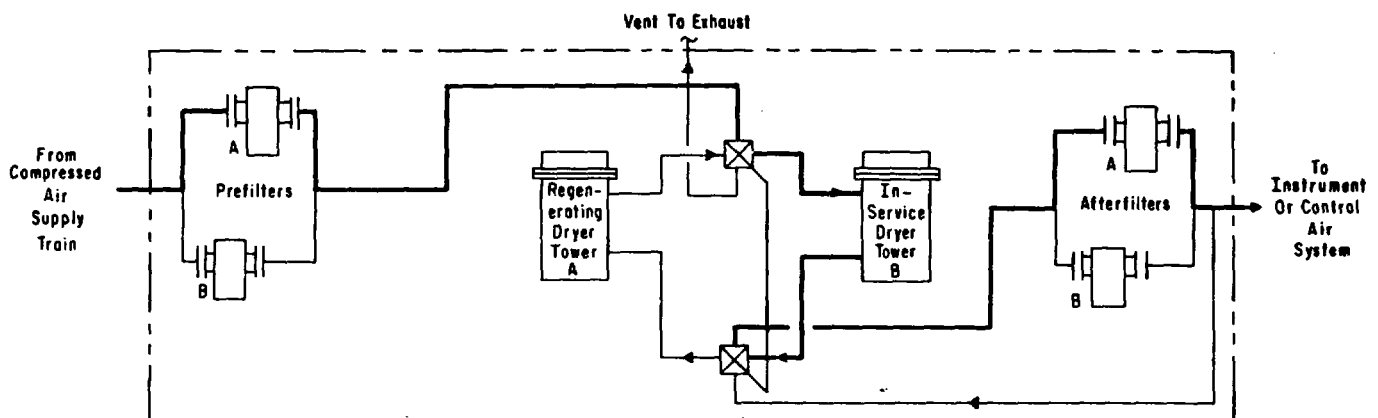 Vent To Exhaust
From
Compressed
Air
Supply
Train
A
Prefilters
B
Regen-
erating
Dryer
Tower
A
In-
Service
Dryer
Tower
B
A
Afterfilters
B
To
Instrument
Or Control
Air
System